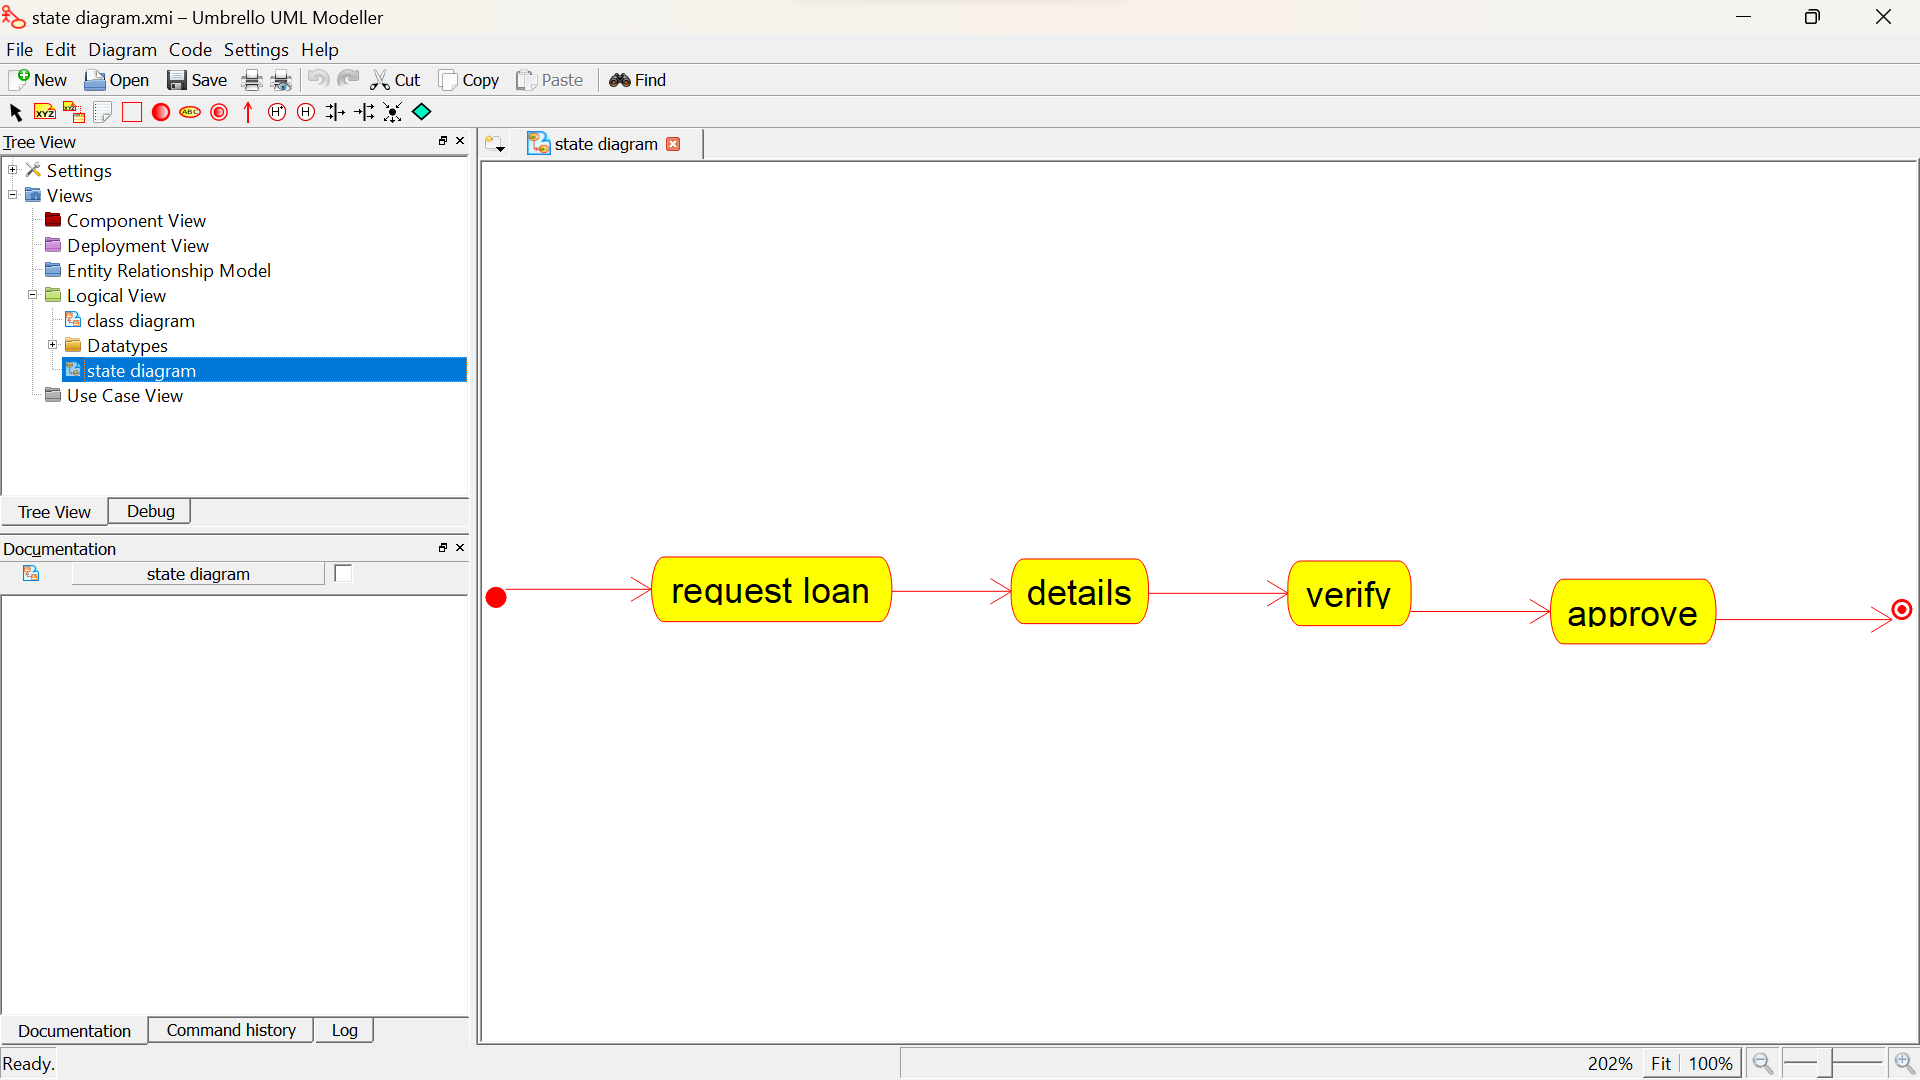 state diagram.xmi – Umbrello UML Modeller
File Edit Diagram Code Settings Help
New Open Save Cut Copy Paste Find
XYZ XYZ ABC H* H
Tree View
state diagram
Settings
Views
Component View
Deployment View
Entity Relationship Model
Logical View
class diagram
Datatypes
state diagram
Use Case View
Tree View Debug
Documentation
state diagram
request loan
details
verify
approve
Documentation Command history Log
Ready.
202% Fit 100%